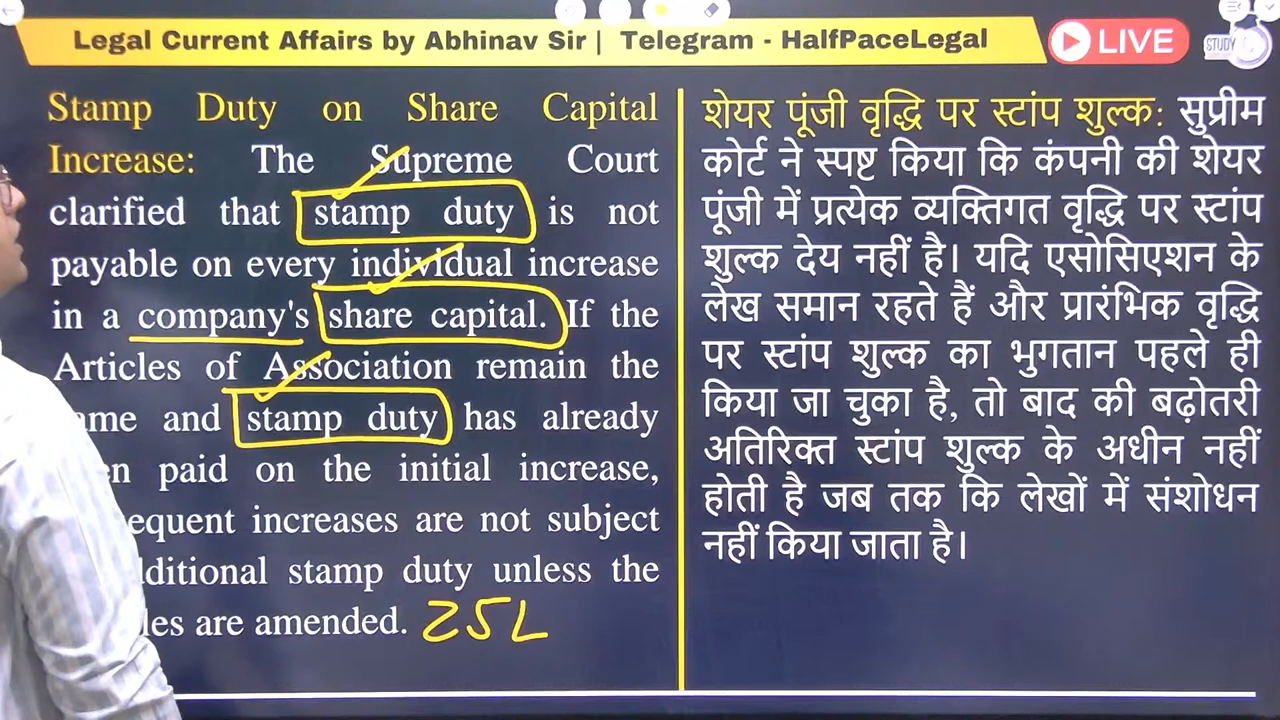 Legal Current Affairs by Abhinav Sir | Telegram - HalfPaceLegal
LIVE
STUDY
Stamp Duty on Share Capital
Increase: The Supreme Court
clarified that stamp duty is not
payable on every individual increase
in a company's share capital. If the
Articles of Association remain the
ame and stamp duty has already
n paid on the initial increase,
equent increases are not subject
ditional stamp duty unless the
les are amended. 25L
शेयर पूंजी वृद्धि पर स्टांप शुल्क: सुप्रीम
कोर्ट ने स्पष्ट किया कि कंपनी की शेयर
पूंजी में प्रत्येक व्यक्तिगत वृद्धि पर स्टांप
शुल्क देय नहीं है। यदि एसोसिएशन के
लेख समान रहते हैं और प्रारंभिक वृद्धि
पर स्टांप शुल्क का भुगतान पहले ही
किया जा चुका है, तो बाद की बढ़ोतरी
अतिरिक्त स्टांप शुल्क के अधीन नहीं
होती है जब तक कि लेखों में संशोधन
नहीं किया जाता है।